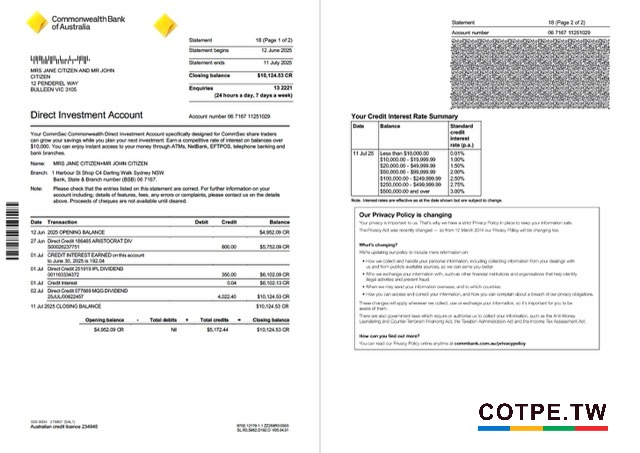 CommonwealthBank
of Australia
Statement 18 (Page 1 of 2)
Statement begins 12 June 2025
Statement ends 11 July 2025
Closing balance $10,124.53 CR
Enquiries 13 2221
(24 hours a day, 7 days a week)
MRS JANE CITIZEN AND MR JOHN
CITIZEN
12 PENDEREL WAY
BULLEEN VIC 3105
Direct Investment Account
Account number 06 7167 11251029
Your CommSec Commonwealth Direct Investment Account specifically designed for CommSec share traders
can grow your savings while you plan your next investment. Earn a competitive rate of interest on balances over
$10,000. You can enjoy instant access to your money through ATMs, NetBank, EFTPOS, telephone banking and
bank branches.
Name: MRS JANE CITIZEN+MR JOHN CITIZEN
Branch: 1 Harbour St Shop C4 Darling Walk Sydney NSW
Bank, State & Branch number (BSB) 06 7167.
Note: Please check that the entries listed on this statement are correct. For further information on your
account including; details of features, fees, any errors or complaints, please contact us on the details
above. Proceeds of cheques are not available until cleared.
Date Transaction Debit Credit Balance
12 Jun 2025 OPENING BALANCE $4,952.09 CR
27 Jun Direct Credit 186465 ARISTOCRAT DIV
S00026237751 800.00 $5,752.09 CR
01 Jul CREDIT INTEREST EARNED on this account
to June 30, 2025 is 192.04
01 Jul Direct Credit 251919 IPL DIVIDEND
001160334372 350.00 $6,102.09 CR
01 Jul Credit Interest 0.04 $6,102.13 CR
02 Jul Direct Credit 077669 MQG DIVIDEND
25JUL/00822457 4,022.40 $10,124.53 CR
11 Jul 2025 CLOSING BALANCE $10,124.53 CR
Opening balance - Total debits + Total credits = Closing balance
$4,952.09 CR Nil $5,172.44 $10,124.53 CR
Australian credit licence 234945
Statement 18 (Page 2 of 2)
Account number 06 7167 11251029
Your Credit Interest Rate Summary
Date Balance Standard
credit
interest
rate (p.a.)
11 Jul 25 Less than $10,000.00 0.01%
$10,000.00 - $19,999.99 1.00%
$20,000.00 - $49,999.99 1.50%
$50,000.00 - $99,999.99 2.00%
$100,000.00 - $249,999.99 2.50%
$250,000.00 - $499,999.99 2.75%
$500,000.00 and over 3.00%
Note. Interest rates are effective as at the date shown but are subject to change.
Our Privacy Policy is changing
Your privacy is important to us. That's why we have a strict Privacy Policy in place to keep your information safe.
The Privacy Act was recently changed — so from 12 March 2014 our Privacy Policy will be changing too.
What's changing?
We're updating our policy to include more information on:
• How we collect and handle your personal information, including collecting information from your dealings with
us and from publicly available sources, so we can serve you better
• Who we exchange your information with, such as other financial institutions and organisations that help identify
illegal activities and prevent fraud.
• When we may send your information overseas, and to which countries
• How you can access and correct your information, and how you can complain about a breach of our privacy obligations.
These changes will apply wherever we collect, use or exchange your information, so it's important for you to be
aware of them.
There are also government laws which require or authorise us to collect your information, such as the Anti-Money
Laundering and Counter Terrorism Financing Act, the Taxation Administration Act and the Income Tax Assessment Act.
How can you find out more?
You can read our Privacy Policy online anytime at commbank.com.au/privacypolicy
COTPE.TW